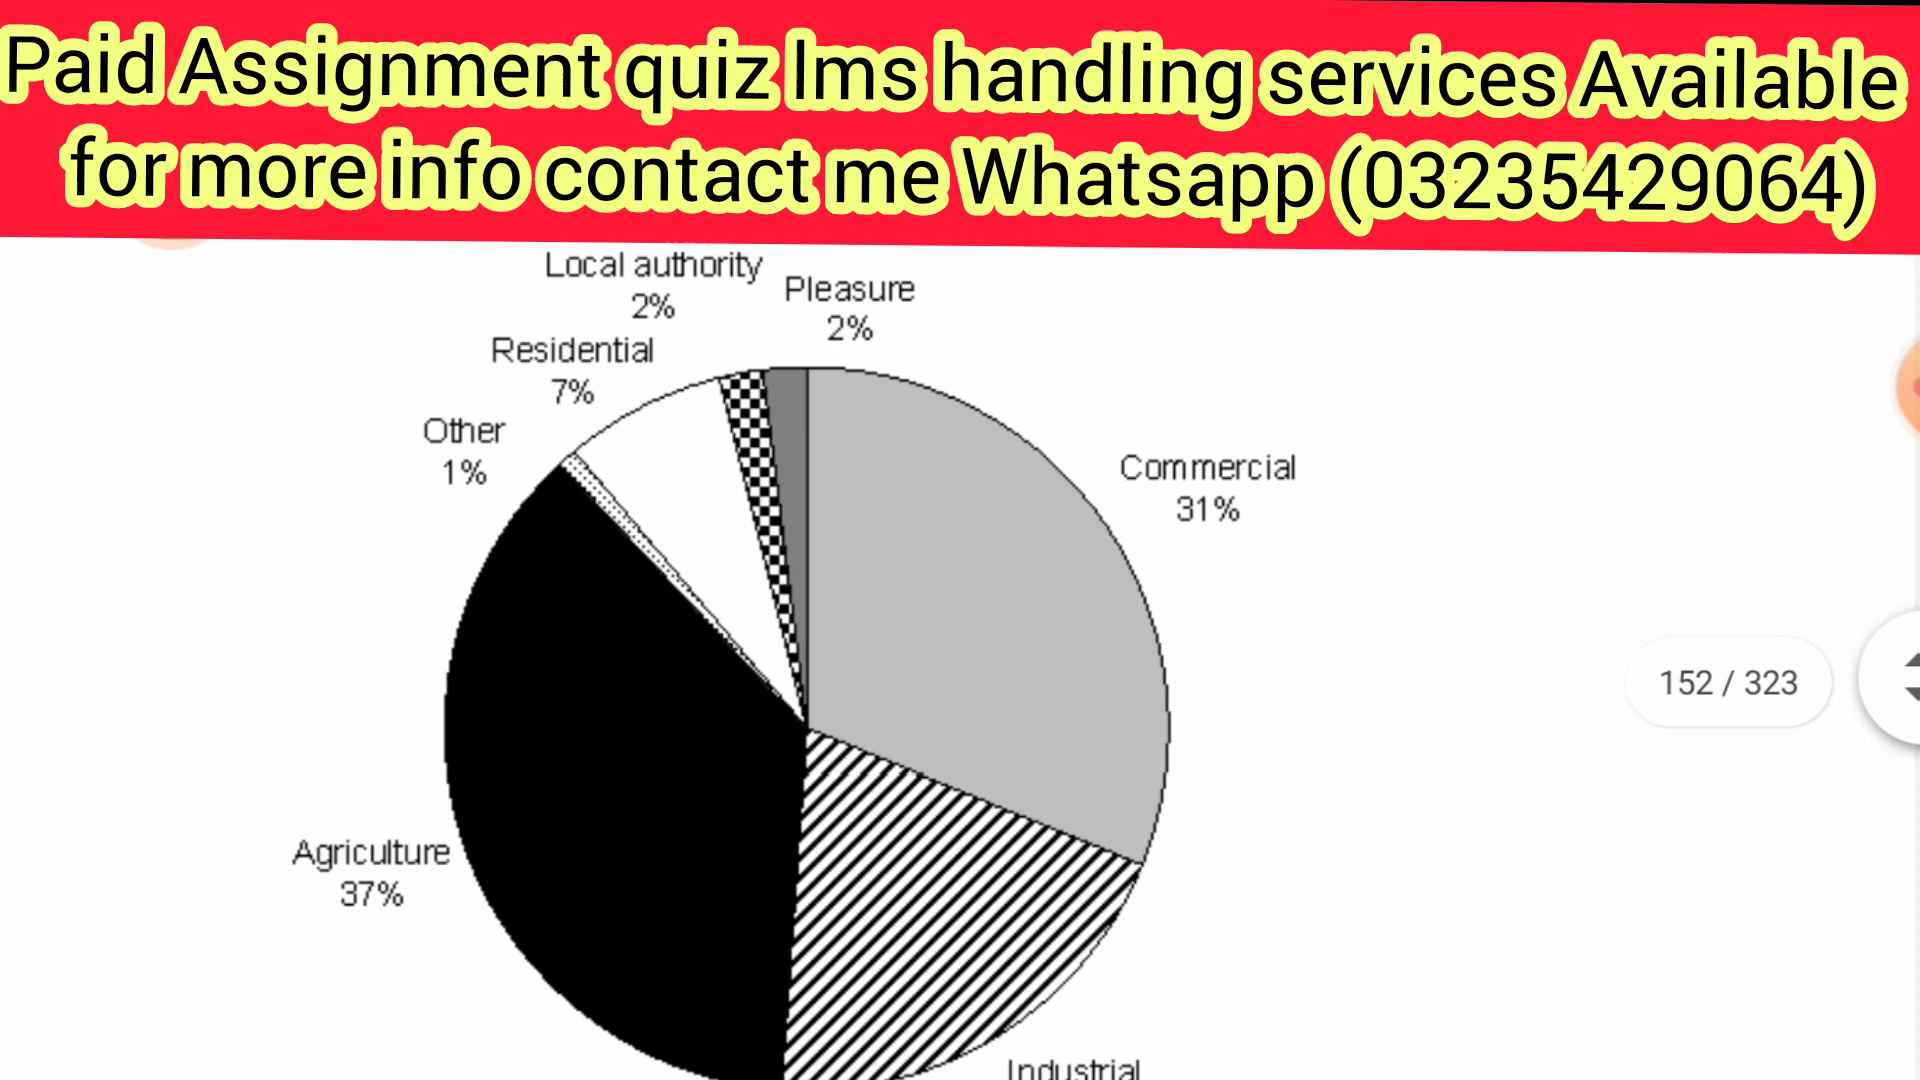 Paid Assignment quiz lms handling services Available
for more info contact me Whatsapp (03235429064)
Local authority
2%
Pleasure
2%
Residential
7%
Other
1%
Commercial
31%
152 / 323
Agriculture
37%
Industrial